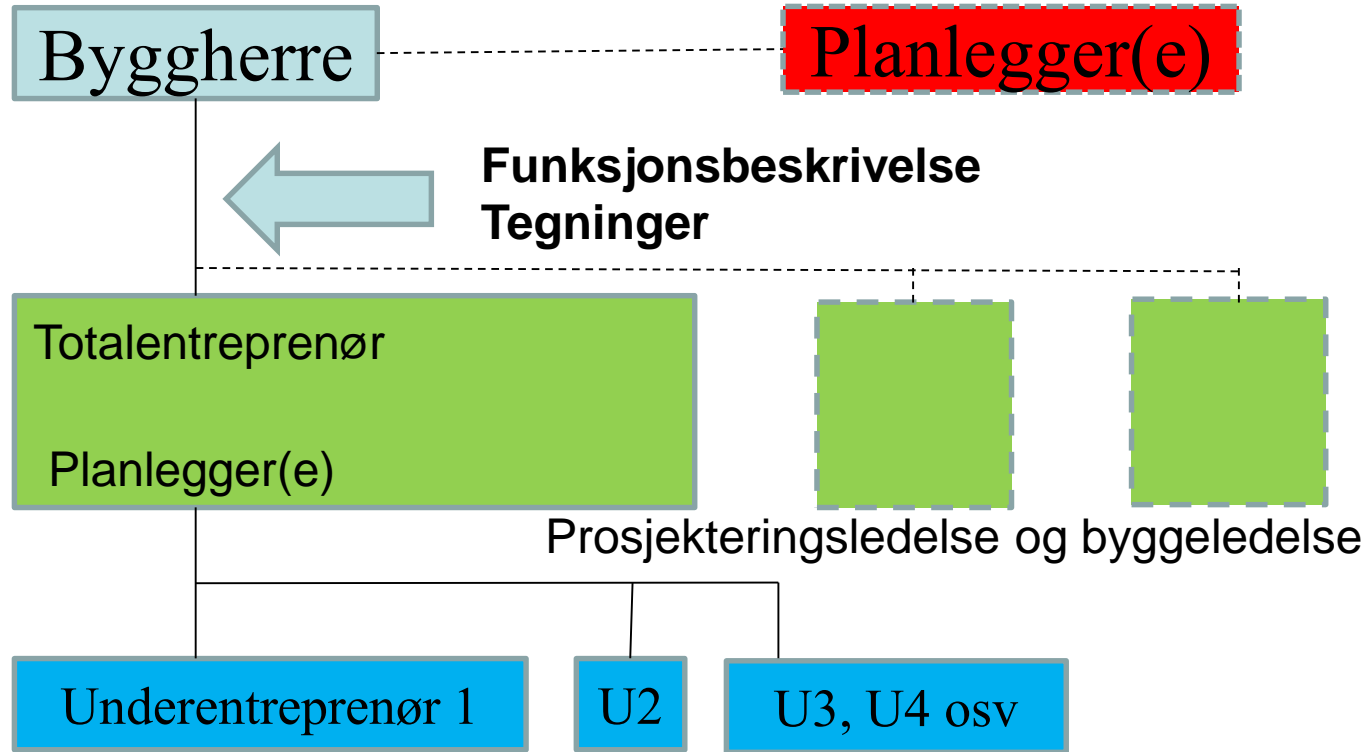 Byggherre
Planlegger(e)
Funksjonsbeskrivelse
Tegninger
Totalentreprenør
Planlegger(e)
Prosjekteringsledelse og byggeledelse
Underentreprenør 1
U2
U3, U4 osv